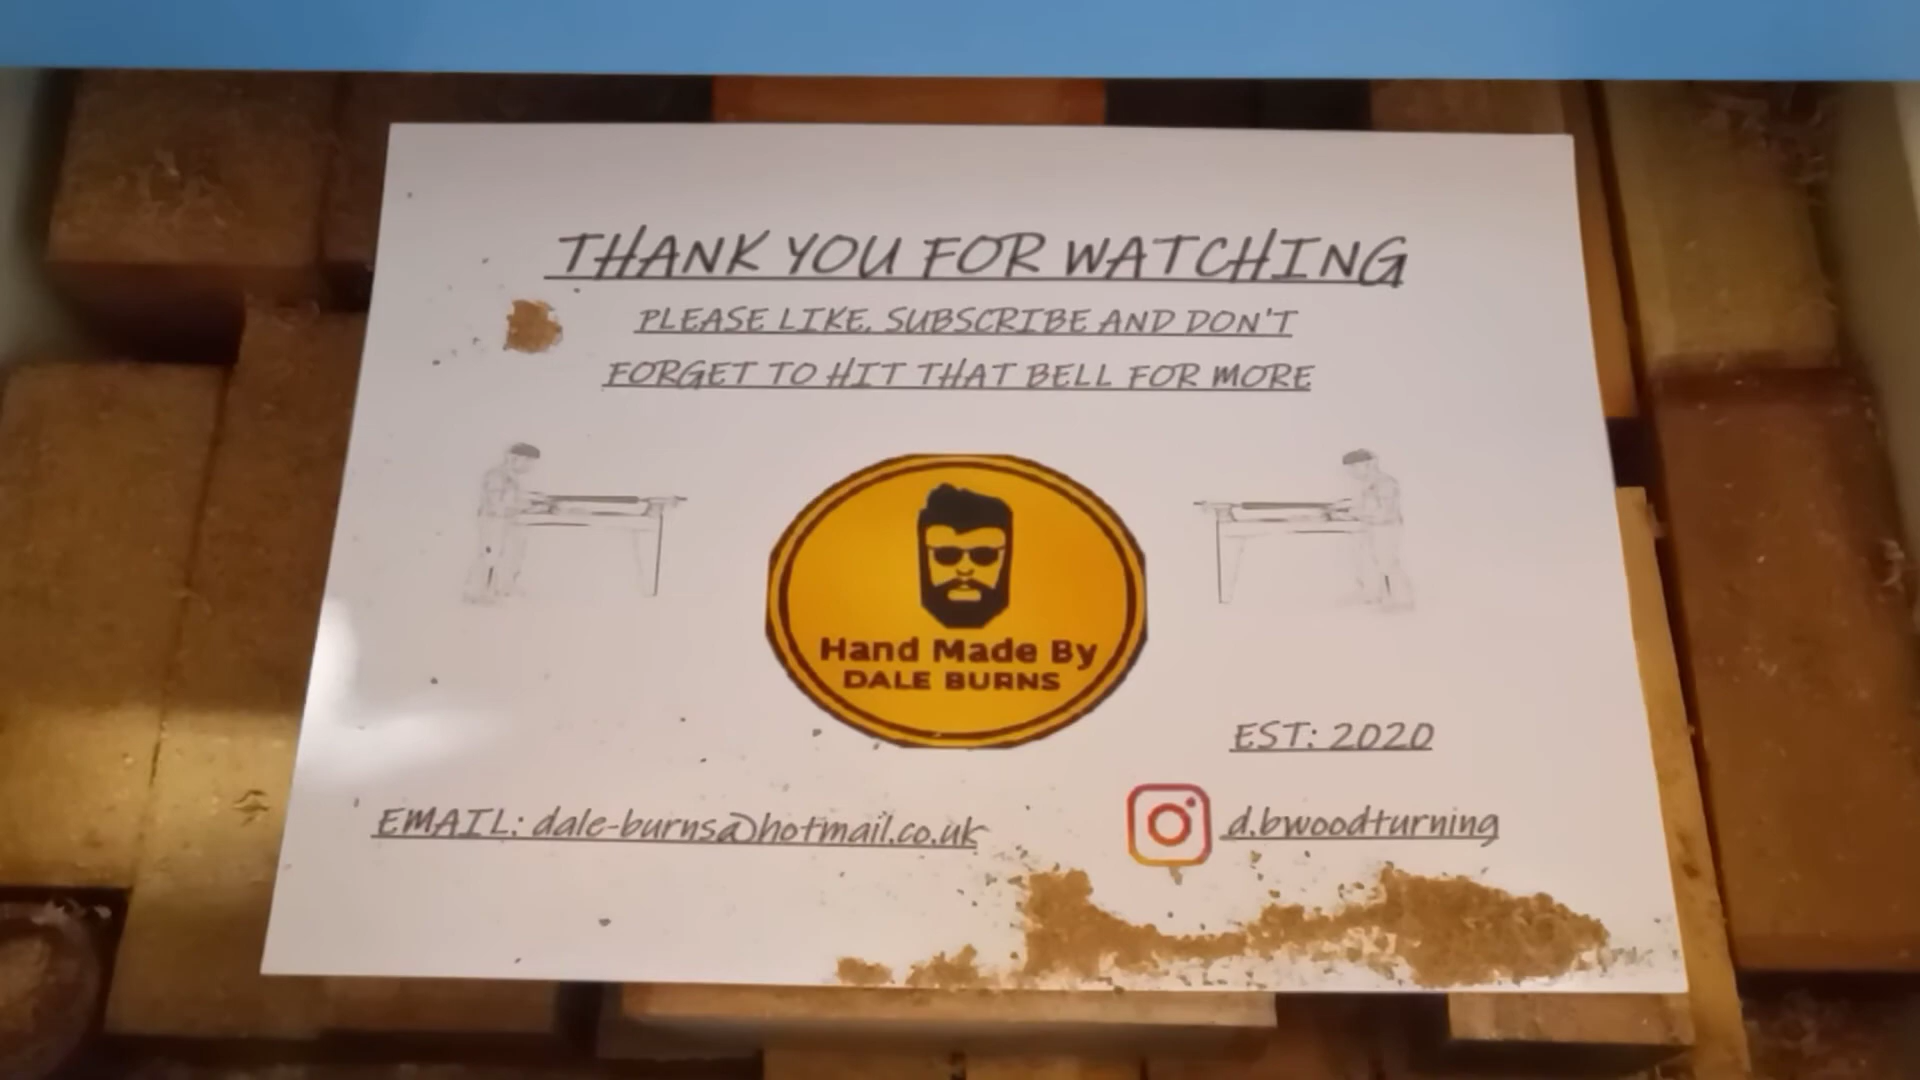 THANK YOU FOR WATCHING
PLEASE LIKE, SUBSCRIBE AND DON'T
FORGET TO HIT THAT BELL FOR MORE
Hand Made By
DALE BURNS
EST: 2020
EMAIL: dale-burns@hotmail.co.uk
d.bwoodturning